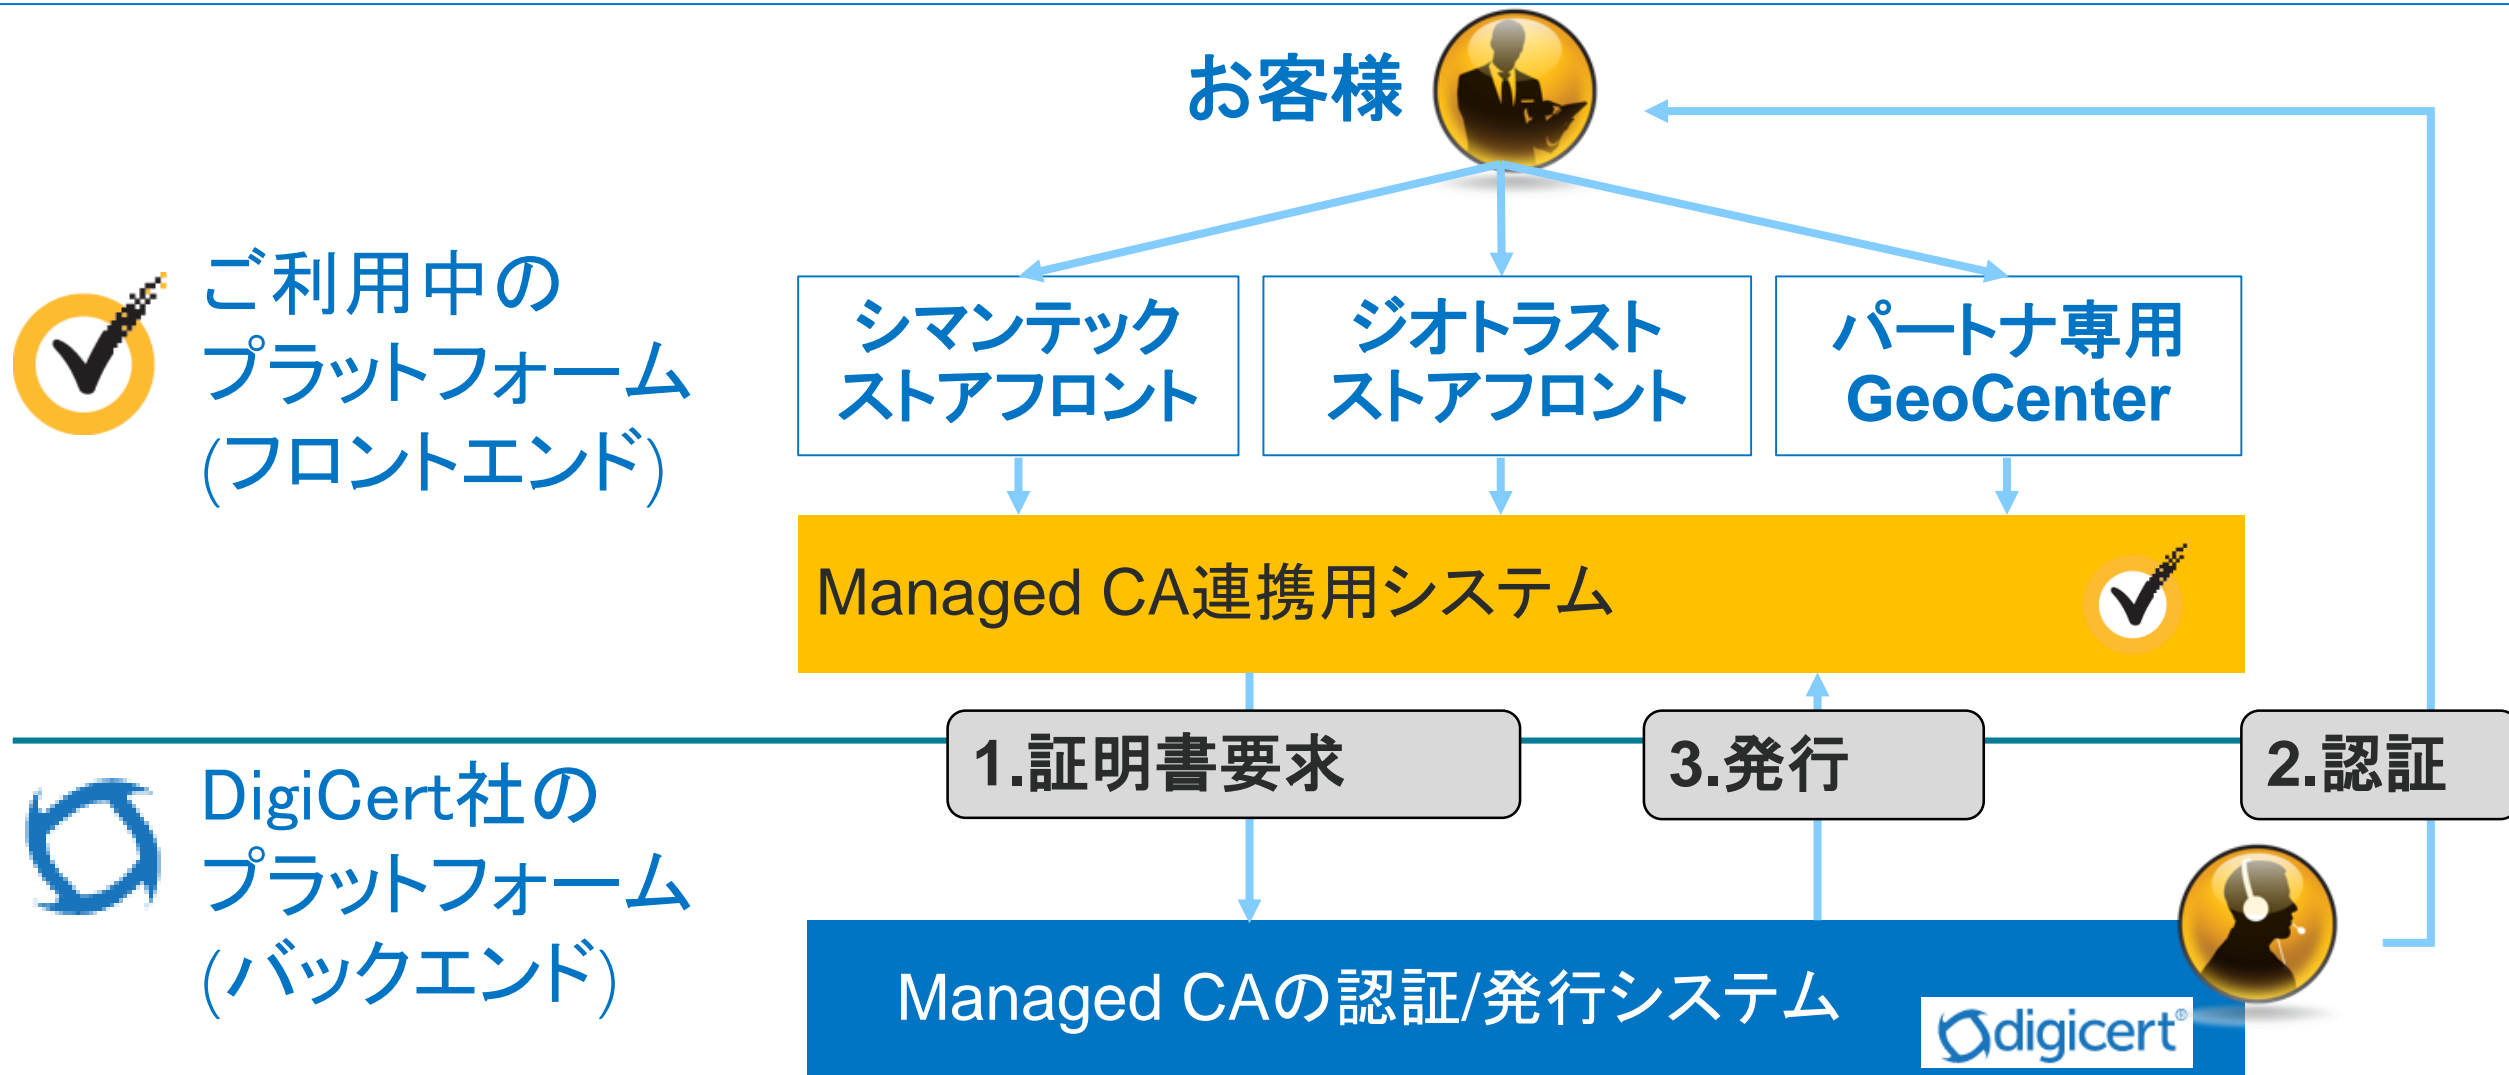 お客様
ご利用中の
プラットフォーム
(フロントエンド)
シマンテック
ストアフロント
ジオトラスト
ストアフロント
パートナ専用
GeoCenter
Managed CA連携用システム
1.証明書要求
3.発行
2.認証
DigiCert社の
プラットフォーム
(バックエンド)
Managed CAの認証/発行システム
digicert®